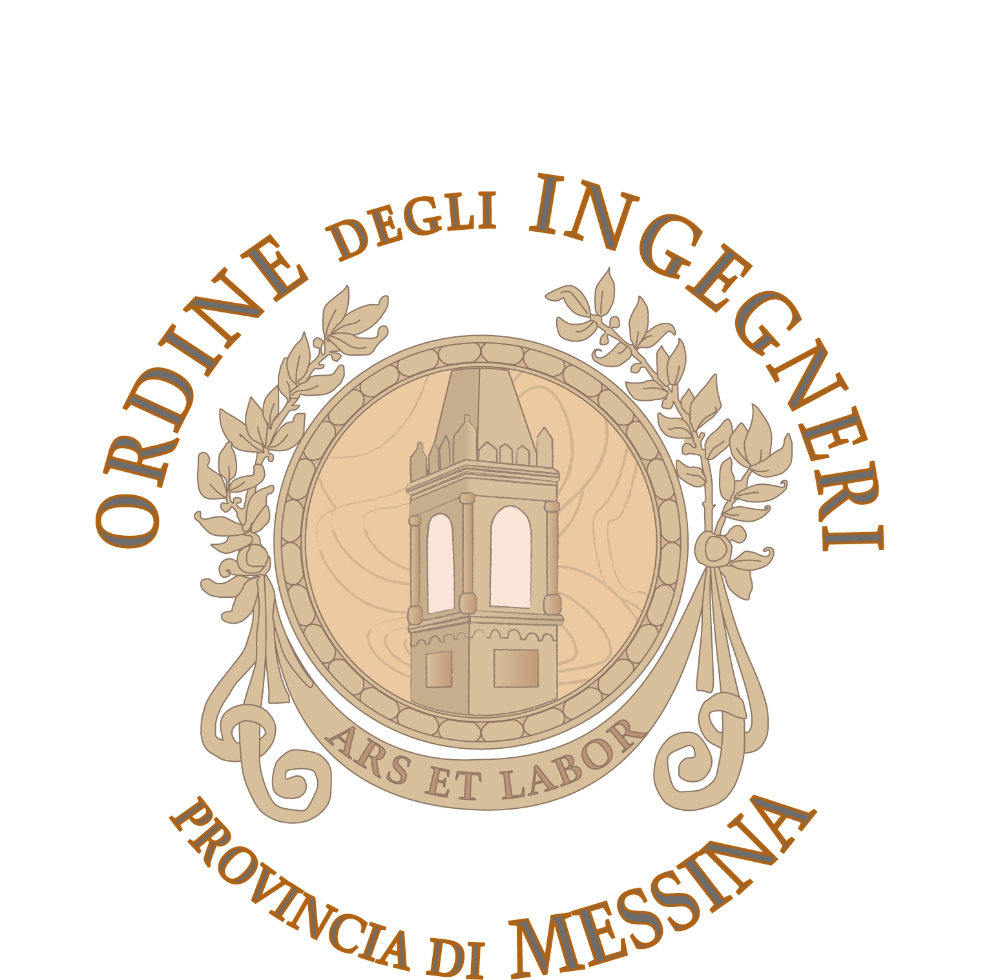 ORDINE DEGLI INGEGNERI
ARS ET LABOR
PROVINCIA DI MESSINA